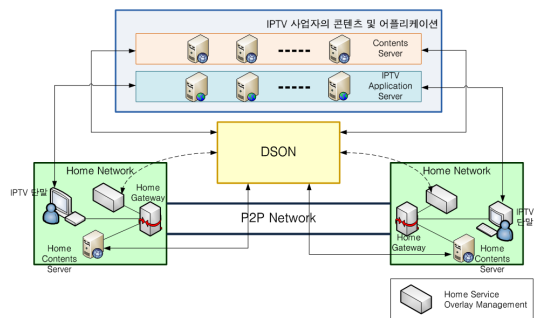 IPTV 사업자의 콘텐츠 및 어플리케이션
Contents
Server
IPTV
Application
Server
DSON
Home Network
IPTV 단말
Home
Gateway
Home
Contents
Server
P2P Network
Home Network
Home
Gateway
IPTV
단말
Home
Contents
Server
Home Service
Overlay Management